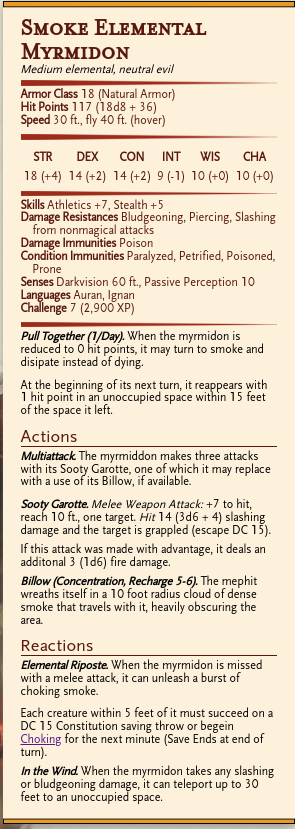 Smoke Elemental
Myrmidon
Medium elemental, neutral evil
Armor Class 18 (+4) Natural Armor)
Hit Points 117 (18d8 + 36)
Speed 30 ft., fly 40 ft. (hover)
STR DEX CON INT WIS CHA
18 (+4) 14 (+2) 14 (+2) 9 (-1) 10 (+0) 10 (+0)
Skills Athletics +7, Stealth +5
Damage Resistances Bludgeoning, Piercing, Slashing
from nonmagical attacks
Damage Immunities Poison
Condition Immunities Paralyzed, Petrified, Poisoned,
Prone
Senses Darkvision 60 ft., Passive Perception 10
Languages Auran, Ignan
Challenge 7 (2,900 XP)
Pull Together (1/Day). When the myrmidon is
reduced to 0 hit points, it may turn to smoke and
disipate instead of dying.
At the beginning of its next turn, it reappears with
1 hit point in an unoccupied space within 15 feet
of the space it left.
Actions
Multiattack. The myrmiddon makes three attacks
with its Sooty Garotte, one of which it may replace
with a use of its Billow, if available.
Sooty Garotte. Melee Weapon Attack: +7 to hit,
reach 10 ft., one target. Hit 14 (3d6 + 4) slashing
damage and the target is grappled (escape DC 15).
If this attack was made with advantage, it deals an
additonal 3 (1d6) fire damage.
Billow (Concentration, Recharge 5-6). The mephit
wreaths itself in a 10 foot radius cloud of dense
smoke that travels with it, heavily obscuring the
area.
Reactions
Elemental Riposte. When the myrmidon is missed
with a melee attack, it can unleash a burst of
choking smoke.
Each creature within 5 feet of it must succeed on a
DC 15 Constitution saving throw or begein
Choking for the next minute (Save Ends at end of
turn).
In the Wind. When the myrmidon takes any slashing
or bludgeoning damage, it can teleport up to 30
feet to an unoccupied space.